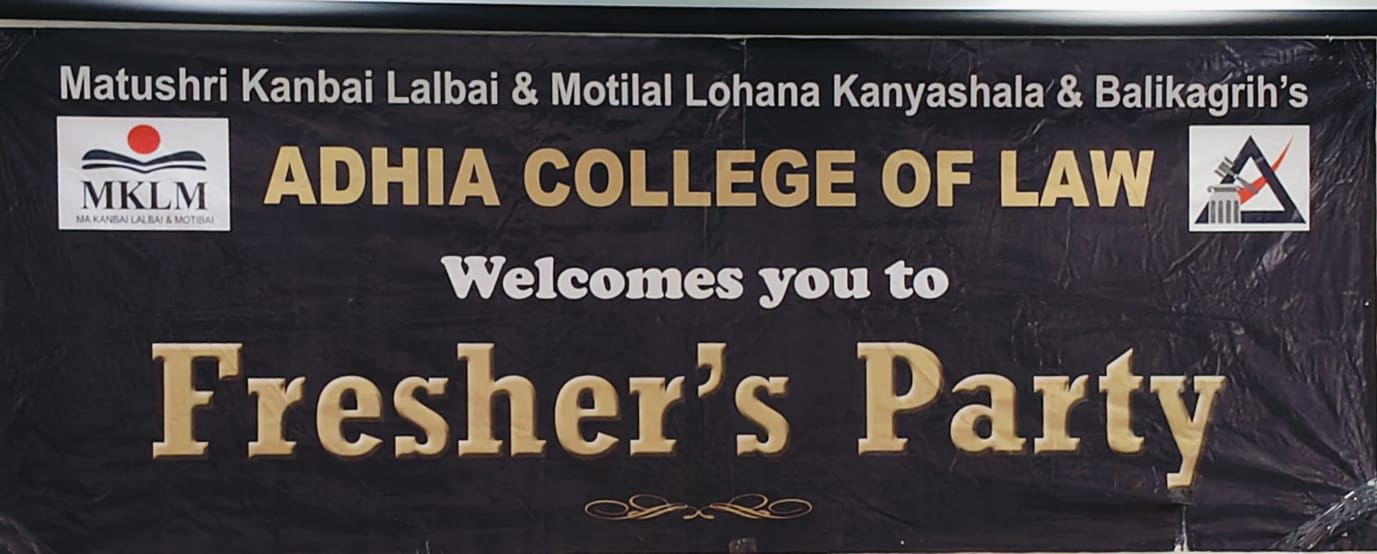 Matushri Kanbai Lalbai & Motilal Lohana Kanyashala & Balikagrih's
MKLM
MA KANBAI LALBAI & MOTIBAI
ADHIA COLLEGE OF LAW
Welcomes you to
Fresher's Party